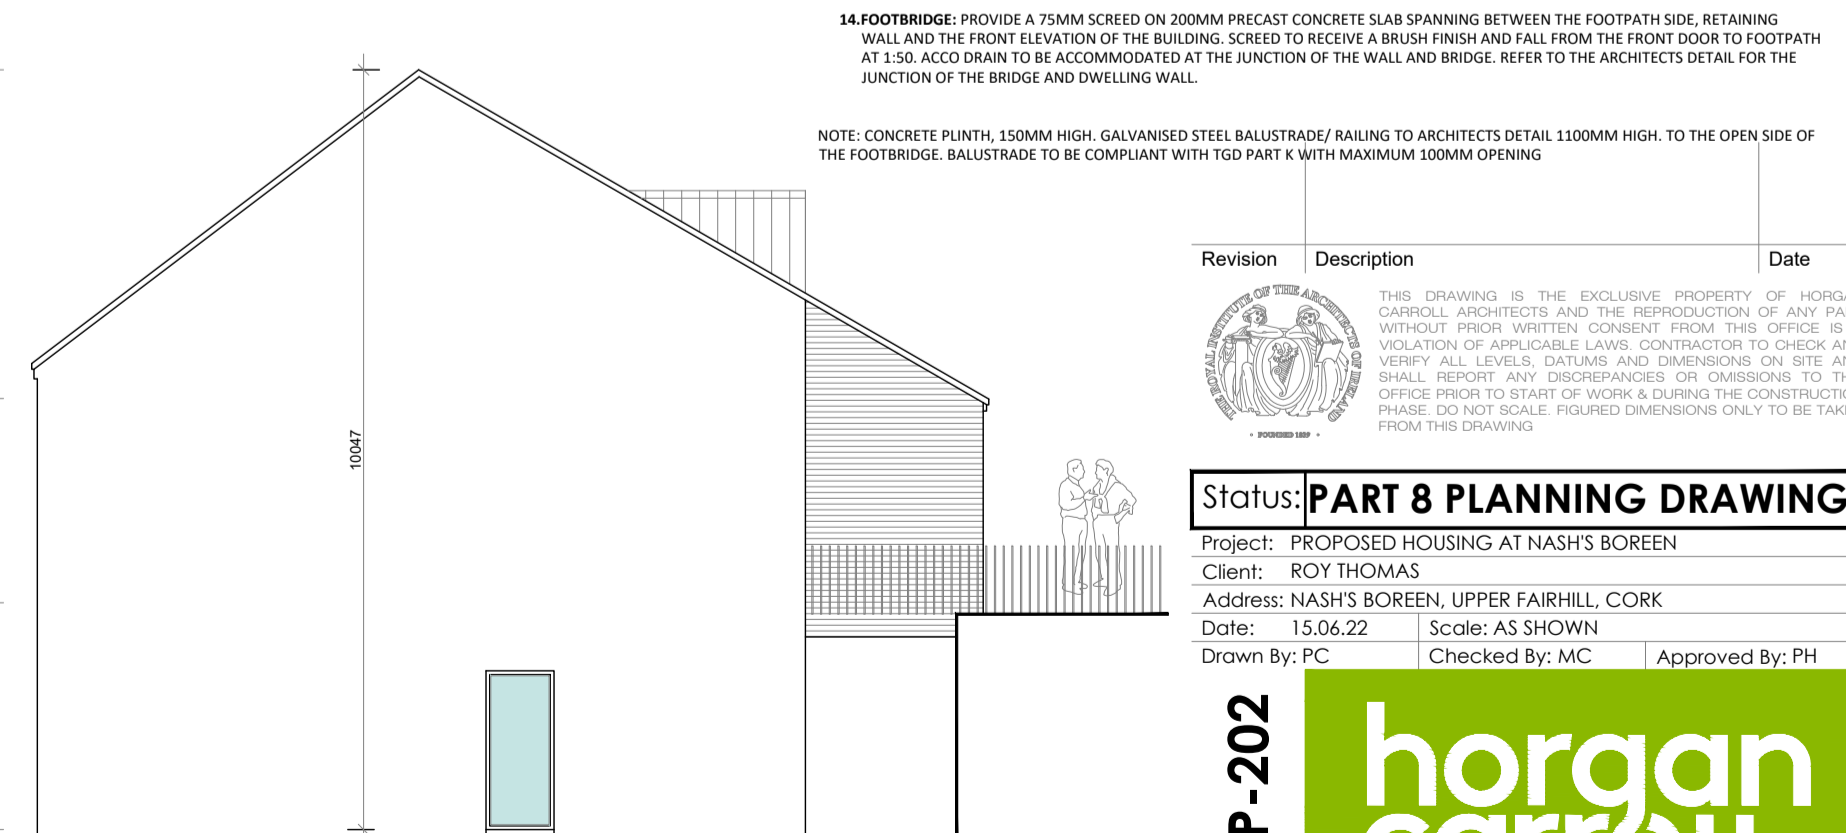 14.FOOTBRIDGE: PROVIDE A 75MM SCREED ON 200MM PRECAST CONCRETE SLAB SPANNING BETWEEN THE FOOTPATH SIDE, RETAINING
WALL AND THE FRONT ELEVATION OF THE BUILDING. SCREED TO RECEIVE A BRUSH FINISH AND FALL FROM THE FRONT DOOR TO FOOTPATH
AT 1:50. ACCO DRAIN TO BE ACCOMMODATED AT THE JUNCTION OF THE WALL AND BRIDGE. REFER TO THE ARCHITECTS DETAIL FOR THE
JUNCTION OF THE BRIDGE AND DWELLING WALL.
NOTE: CONCRETE PLINTH, 150MM HIGH. GALVANISED STEEL BALUSTRADE/ RAILING TO ARCHITECTS DETAIL 1100MM HIGH. TO THE OPEN SIDE OF
THE FOOTBRIDGE. BALUSTRADE TO BE COMPLIANT WITH TGD PART K WITH MAXIMUM 100MM OPENING
10047
Revision Description Date
THE ROYAL INSTITUTE OF THE ARCHITECTS OF IRELAND
FOUNDED 1839
THIS DRAWING IS THE EXCLUSIVE PROPERTY OF HORGA
CARROLL ARCHITECTS AND THE REPRODUCTION OF ANY PA
WITHOUT PRIOR WRITTEN CONSENT FROM THIS OFFICE IS
VIOLATION OF APPLICABLE LAWS. CONTRACTOR TO CHECK AN
VERIFY ALL LEVELS, DATUMS AND DIMENSIONS ON SITE AN
SHALL REPORT ANY DISCREPANCIES OR OMISSIONS TO TH
OFFICE PRIOR TO START OF WORK & DURING THE CONSTRUCTIO
PHASE. DO NOT SCALE. FIGURED DIMENSIONS ONLY TO BE TAK
FROM THIS DRAWING
Status: PART 8 PLANNING DRAWING
Project: PROPOSED HOUSING AT NASH'S BOREEN
Client: ROY THOMAS
Address: NASH'S BOREEN, UPPER FAIRHILL, CORK
Date: 15.06.22 Scale: AS SHOWN
Drawn By: PC Checked By: MC Approved By: PH
P-202
horgan
carroll